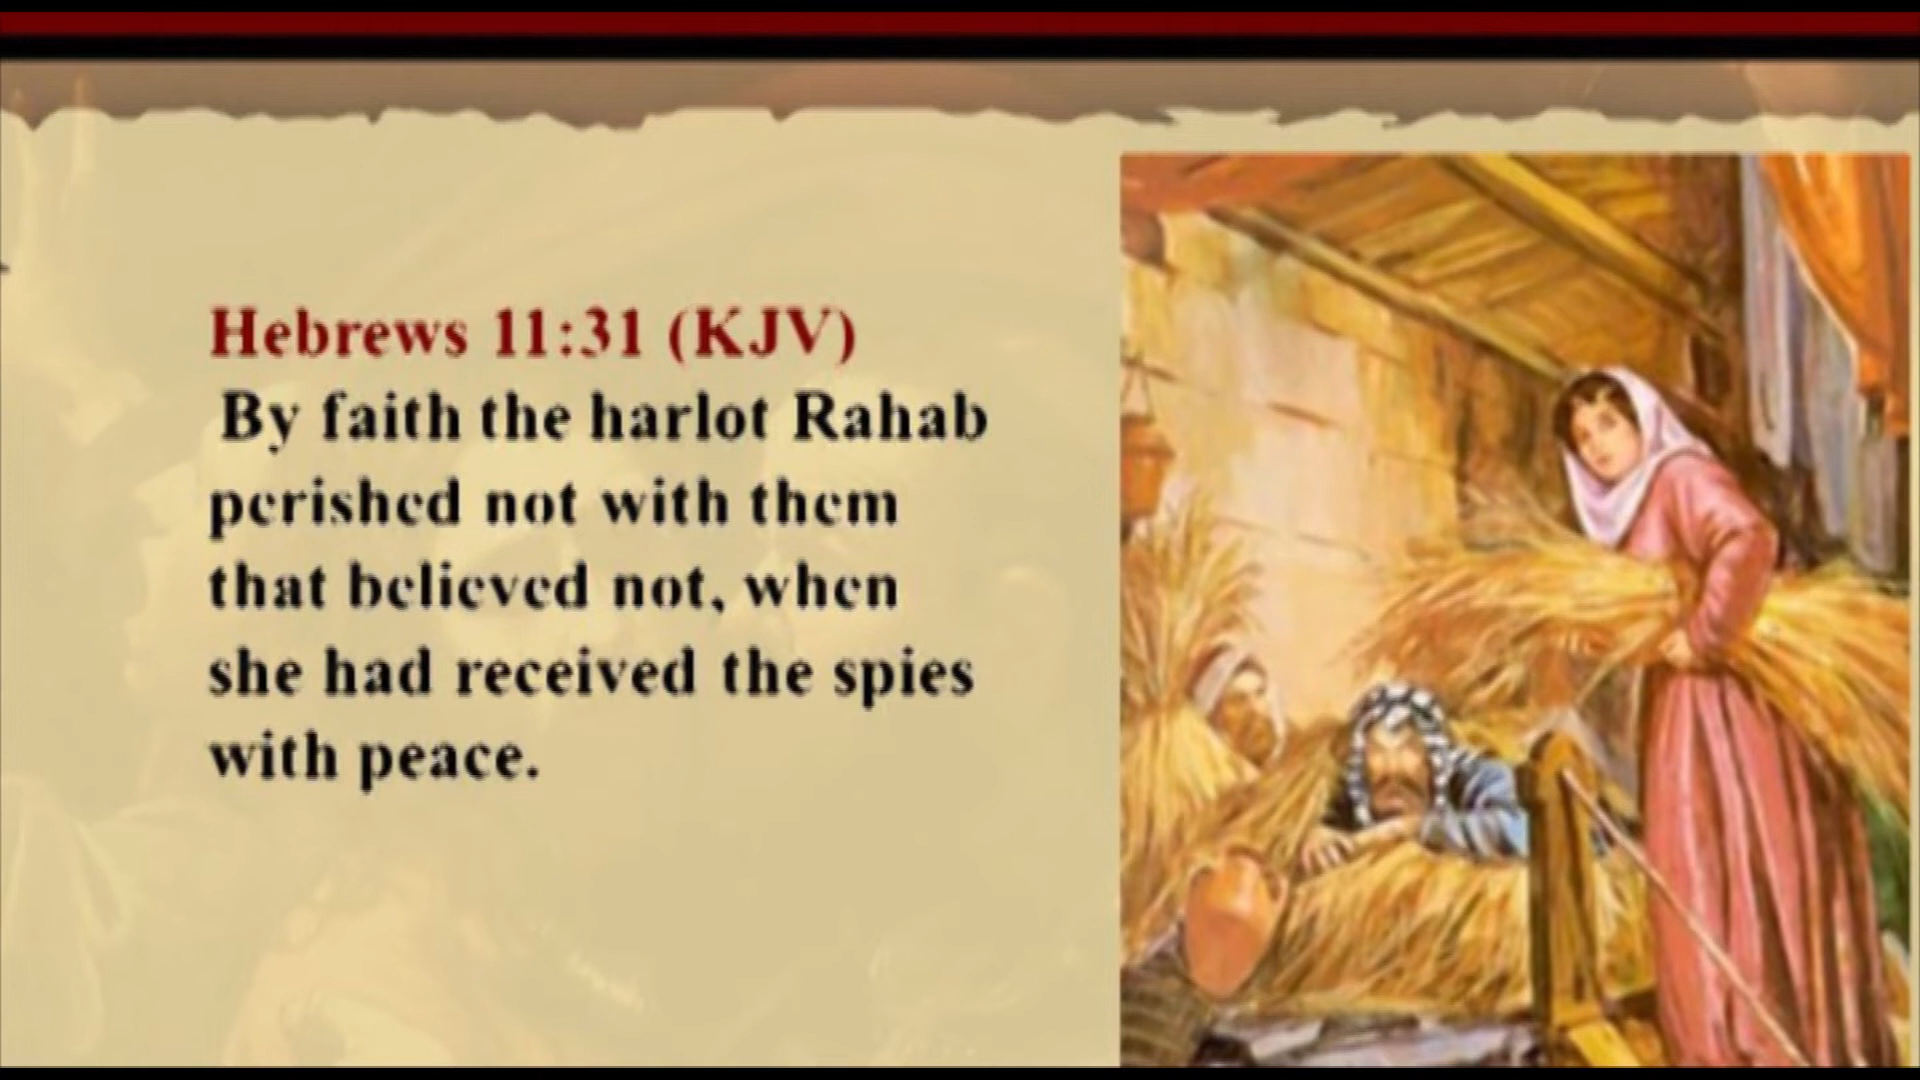 Hebrews 11:31 (KJV)
By faith the harlot Rahab
perished not with them
that believed not, when
she had received the spies
with peace.